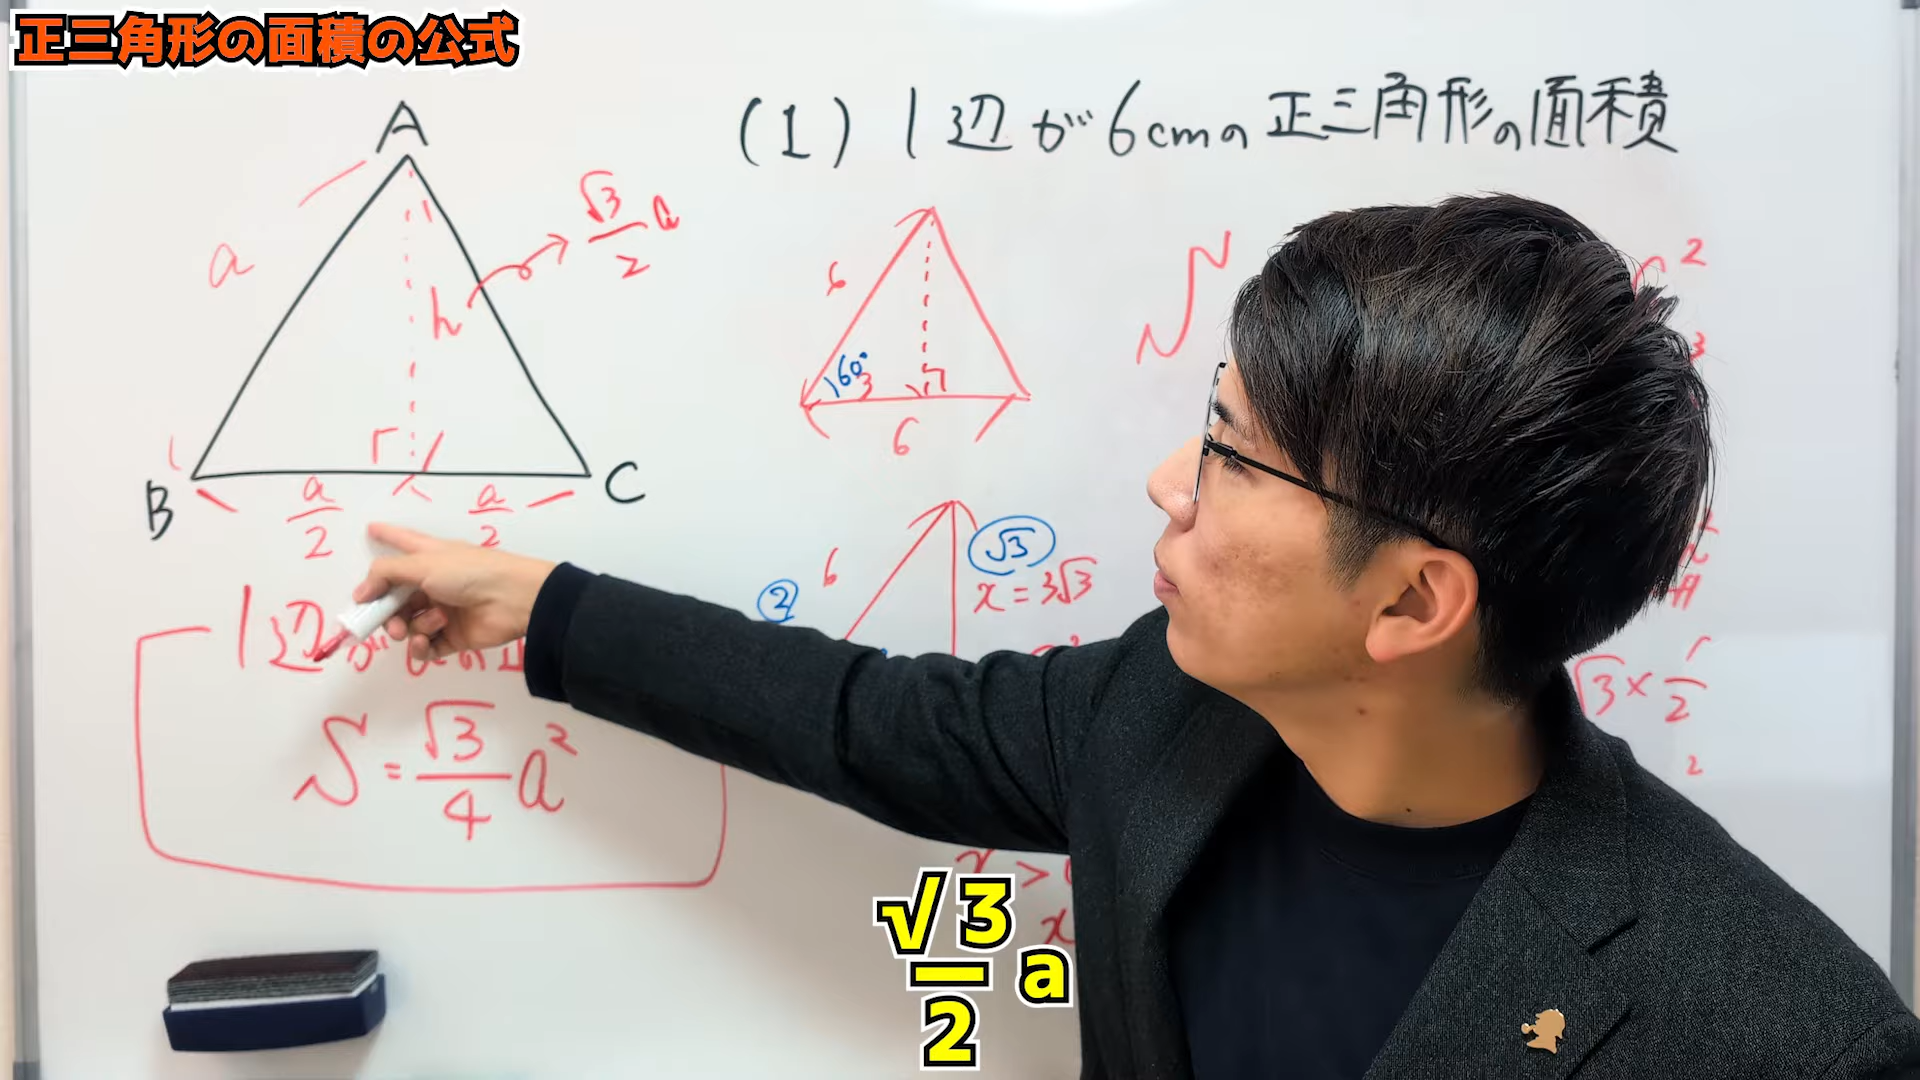 正三角形の面積の公式
(1) 1辺が6cmの正三角形の面積
A
a
h
√3/2 a
B
C
a/2
a/2
1辺
S = √3/4 a²
6
60°
3
6
6
②
√3
x = 3√3
√3 × 1/2
x >
x
√3/2 a